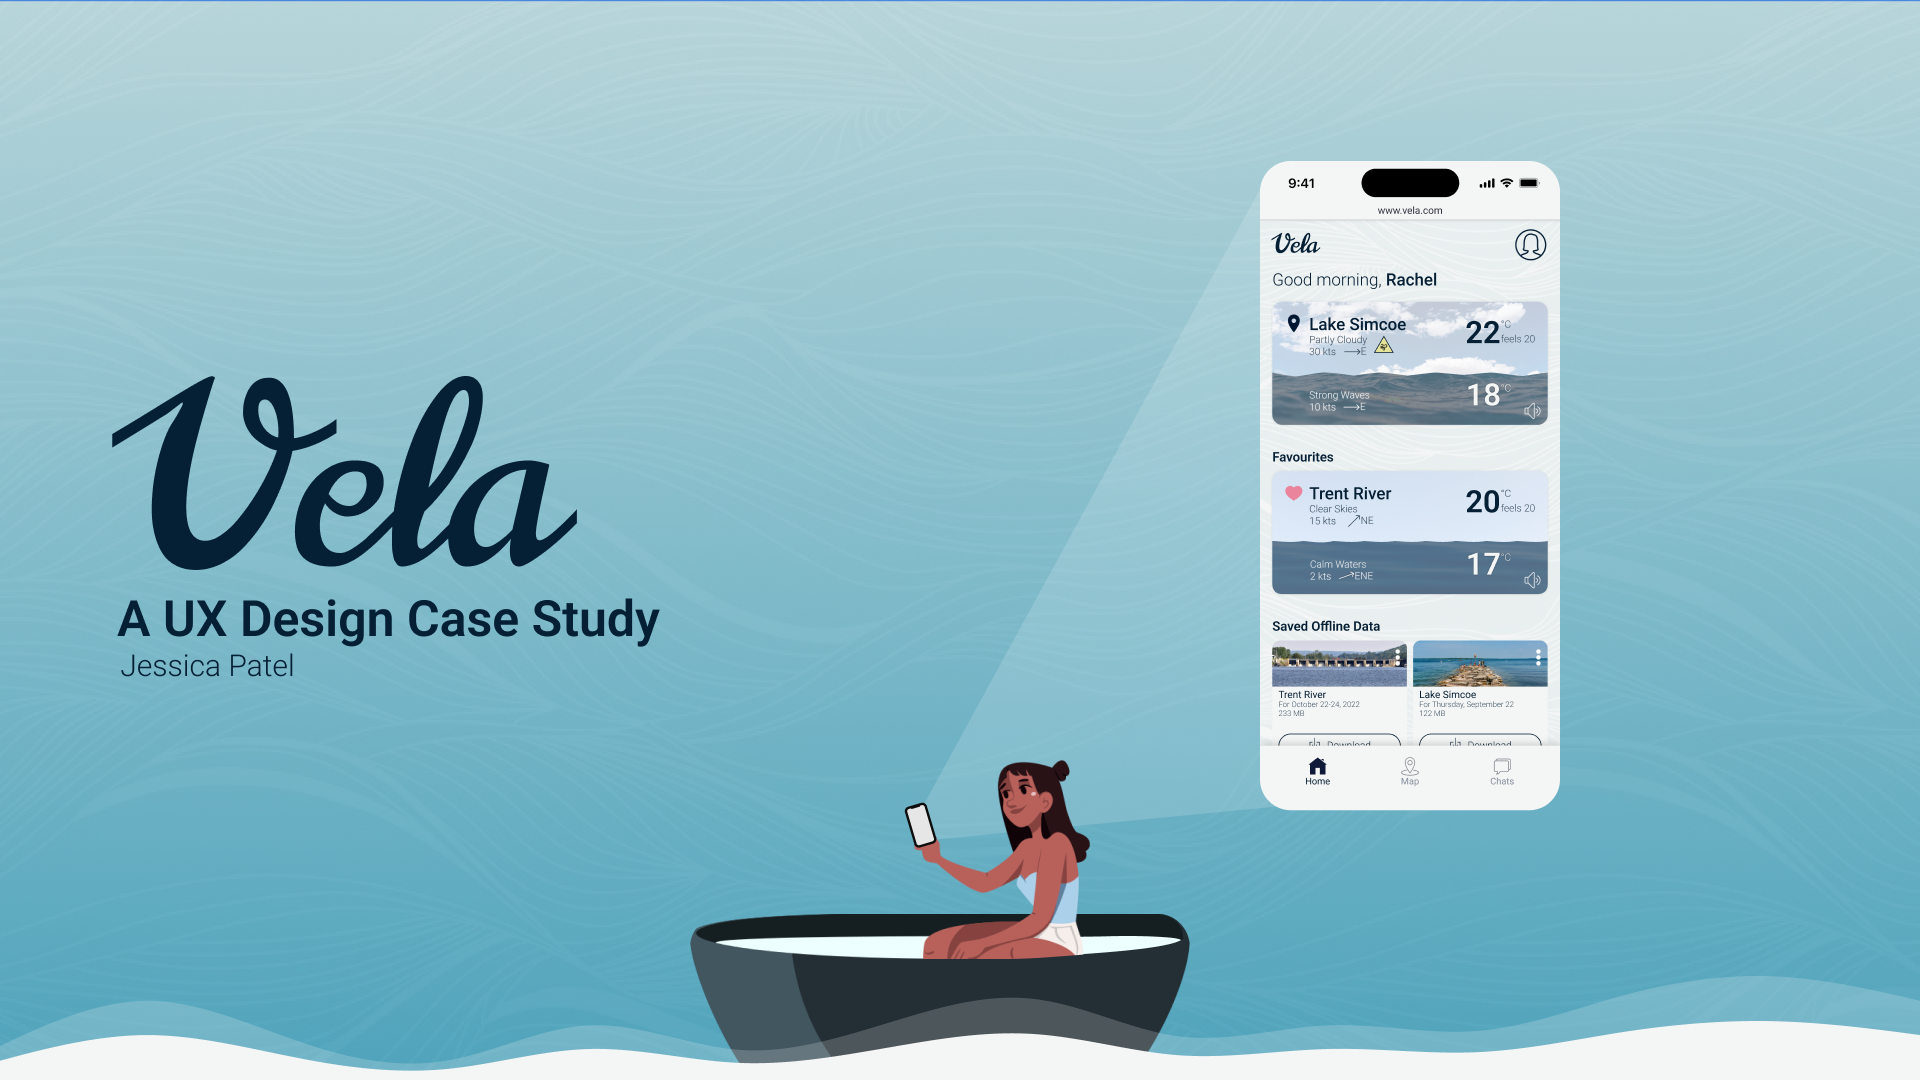 Vela
A UX Design Case Study
Jessica Patel
9:41
www.vela.com
Vela
Good morning, Rachel
Lake Simcoe
Partly Cloudy
30 kts E
22 °C
feels 20
Strong Waves
10 kts E
18 °C
Favourites
Trent River
Clear Skies
15 kts NE
20 °C
feels 20
Calm Waters
2 kts ENE
17 °C
Saved Offline Data
Trent River
For October 22-24, 2022
233 MB
Download
Lake Simcoe
For Thursday, September 22
122 MB
Download
Home
Map
Chats